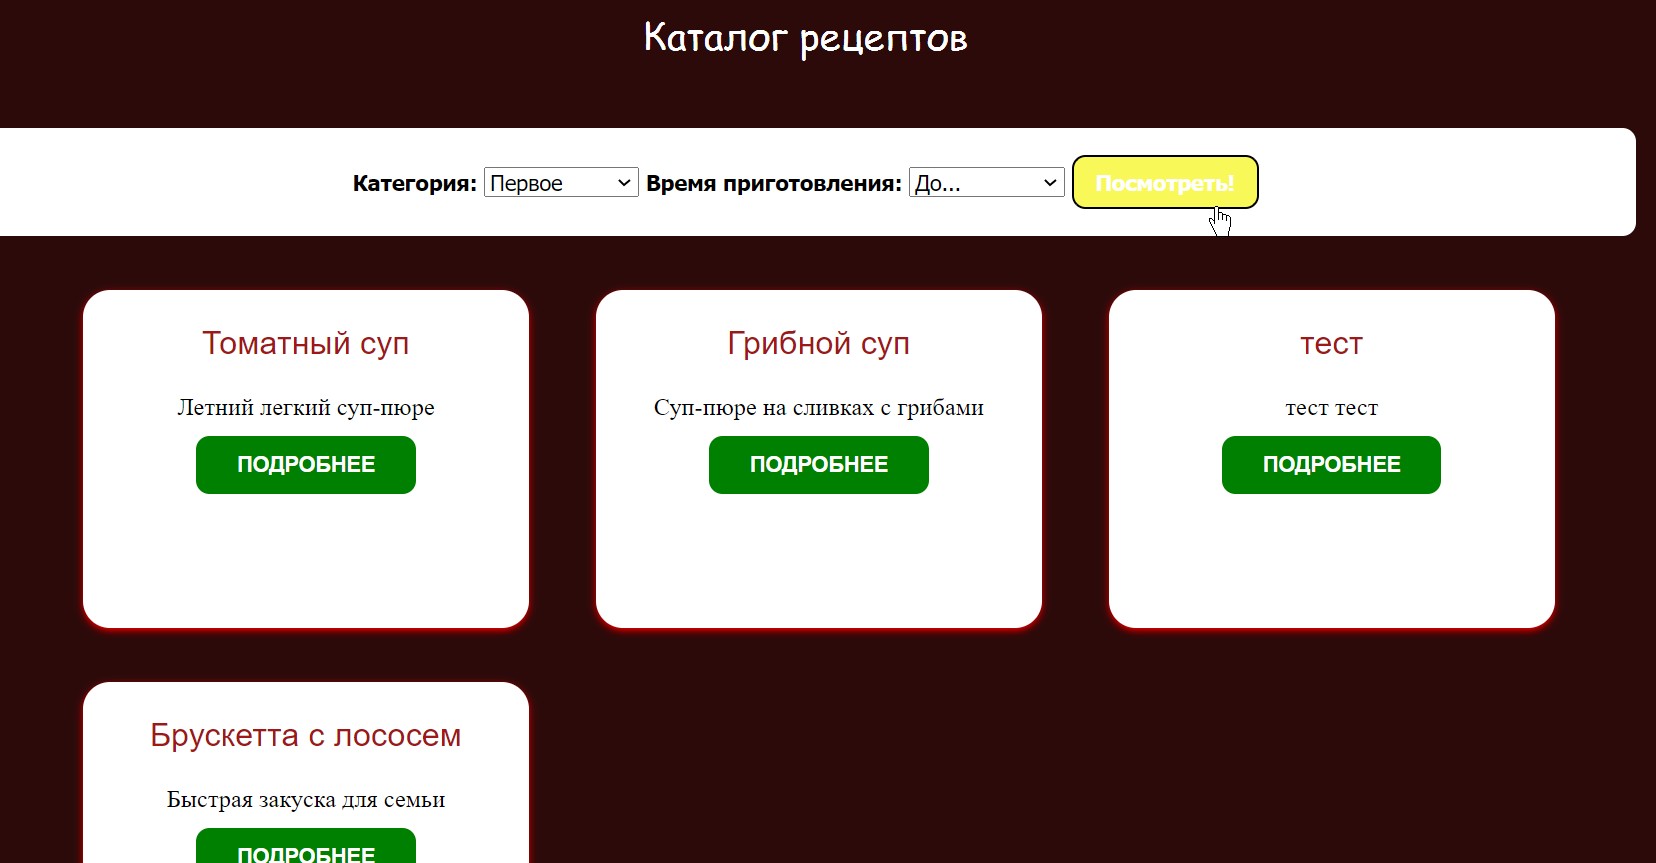 Каталог рецептов
Категория: Первое Время приготовления: До... Посмотреть!
Томатный суп
Летний легкий суп-пюре
ПОДРОБНЕЕ
Грибной суп
Суп-пюре на сливках с грибами
ПОДРОБНЕЕ
тест
тест тест
ПОДРОБНЕЕ
Брускетта с лососем
Быстрая закуска для семьи
ПОДРОБНЕЕ